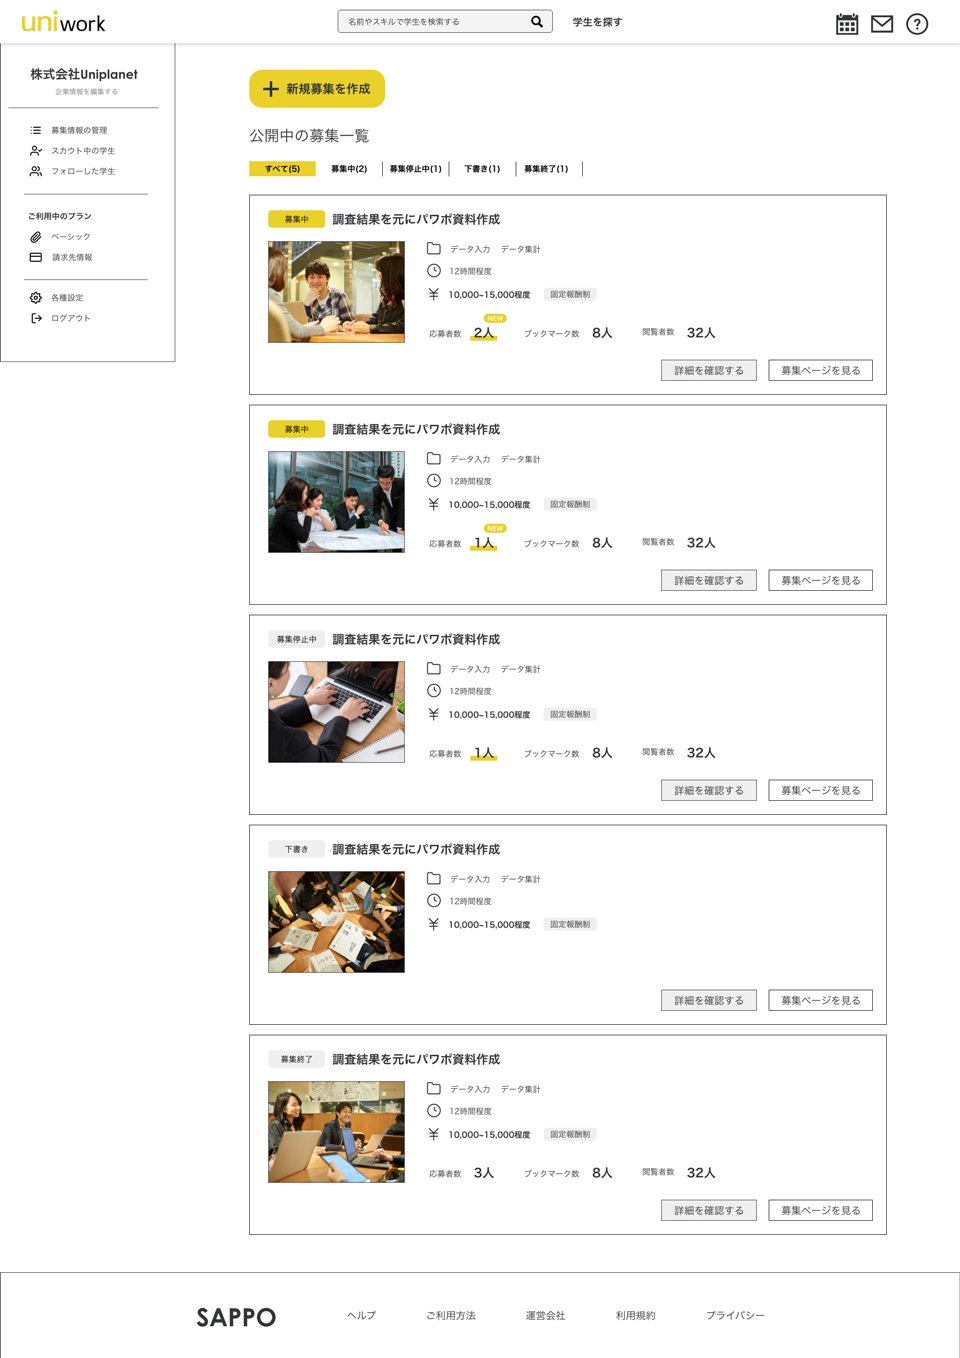 uniwork
名前やスキルで学生を検索する
学生を探す
株式会社Uniplanet
企業情報を編集する
募集情報の管理
スカウト中の学生
フォローした学生
ご利用中のプラン
ベーシック
請求先情報
各種設定
ログアウト
新規募集を作成
公開中の募集一覧
すべて(5) 募集中(2) 募集停止中(1) 下書き(1) 募集終了(1)
募集中 調査結果を元にパワポ資料作成
データ入力 データ集計
12時間程度
10,000~15,000程度 固定報酬制
NEW
応募者数 2人 ブックマーク数 8人 閲覧者数 32人
詳細を確認する 募集ページを見る
募集中 調査結果を元にパワポ資料作成
データ入力 データ集計
12時間程度
10,000~15,000程度 固定報酬制
NEW
応募者数 1人 ブックマーク数 8人 閲覧者数 32人
詳細を確認する 募集ページを見る
募集停止中 調査結果を元にパワポ資料作成
データ入力 データ集計
12時間程度
10,000~15,000程度 固定報酬制
応募者数 1人 ブックマーク数 8人 閲覧者数 32人
詳細を確認する 募集ページを見る
下書き 調査結果を元にパワポ資料作成
データ入力 データ集計
12時間程度
10,000~15,000程度 固定報酬制
詳細を確認する 募集ページを見る
募集終了 調査結果を元にパワポ資料作成
データ入力 データ集計
12時間程度
10,000~15,000程度 固定報酬制
応募者数 3人 ブックマーク数 8人 閲覧者数 32人
詳細を確認する 募集ページを見る
SAPPO ヘルプ ご利用方法 運営会社 利用規約 プライバシー